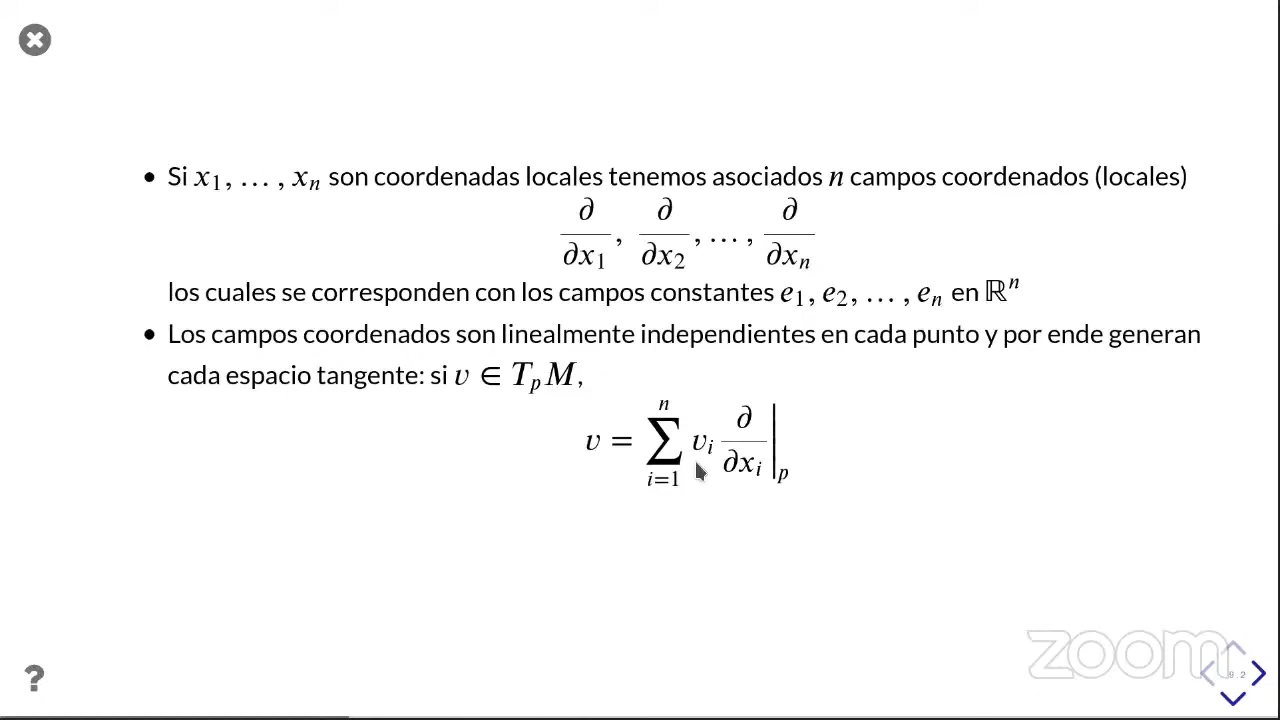 • Si x₁, … , xₙ son coordenadas locales tenemos asociados n campos coordenados (locales)
∂/∂x₁, ∂/∂x₂, … , ∂/∂xₙ
los cuales se corresponden con los campos constantes e₁, e₂, … , eₙ en ℝⁿ
• Los campos coordenados son linealmente independientes en cada punto y por ende generan
cada espacio tangente: si v ∈ TₚM,
v = ∑ᵢ₌₁ⁿ vᵢ ∂/∂xᵢ |ₚ
zoom
?
9.2